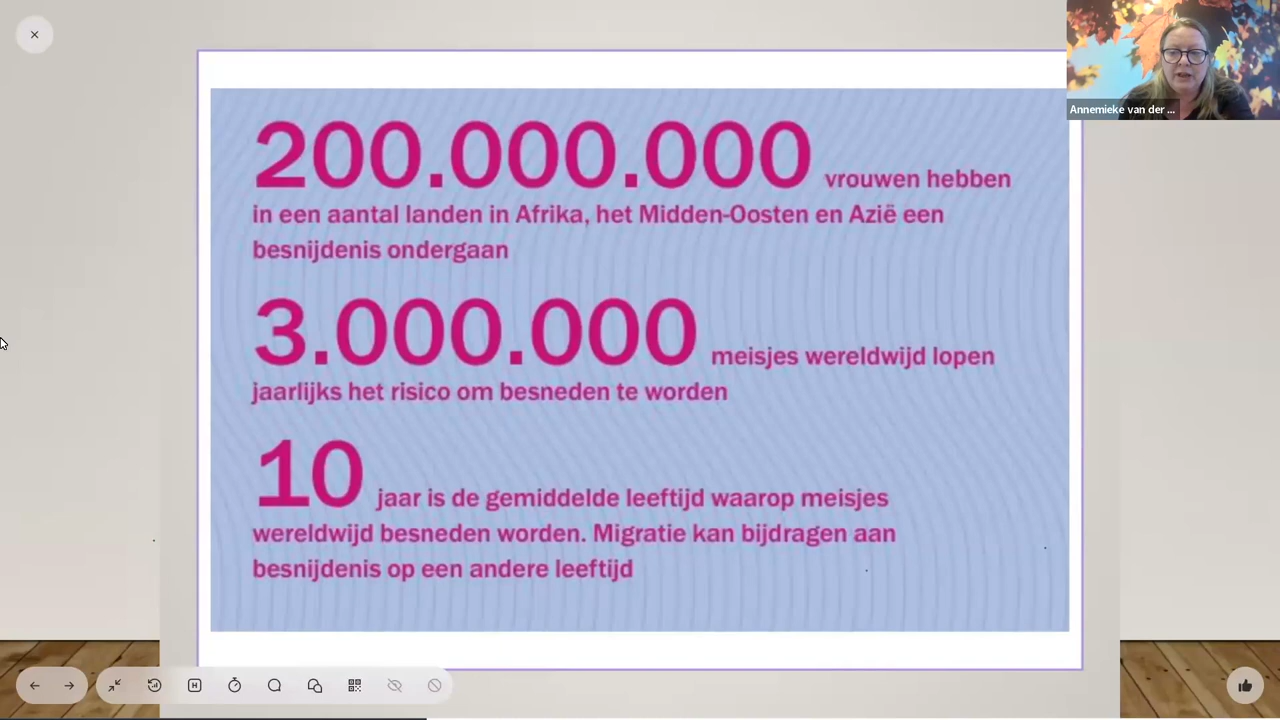 Annemieke van der ...
200.000.000 vrouwen hebben
in een aantal landen in Afrika, het Midden-Oosten en Azië een
besnijdenis ondergaan
3.000.000 meisjes wereldwijd lopen
jaarlijks het risico om besneden te worden
10 jaar is de gemiddelde leeftijd waarop meisjes
wereldwijd besneden worden. Migratie kan bijdragen aan
besnijdenis op een andere leeftijd
H